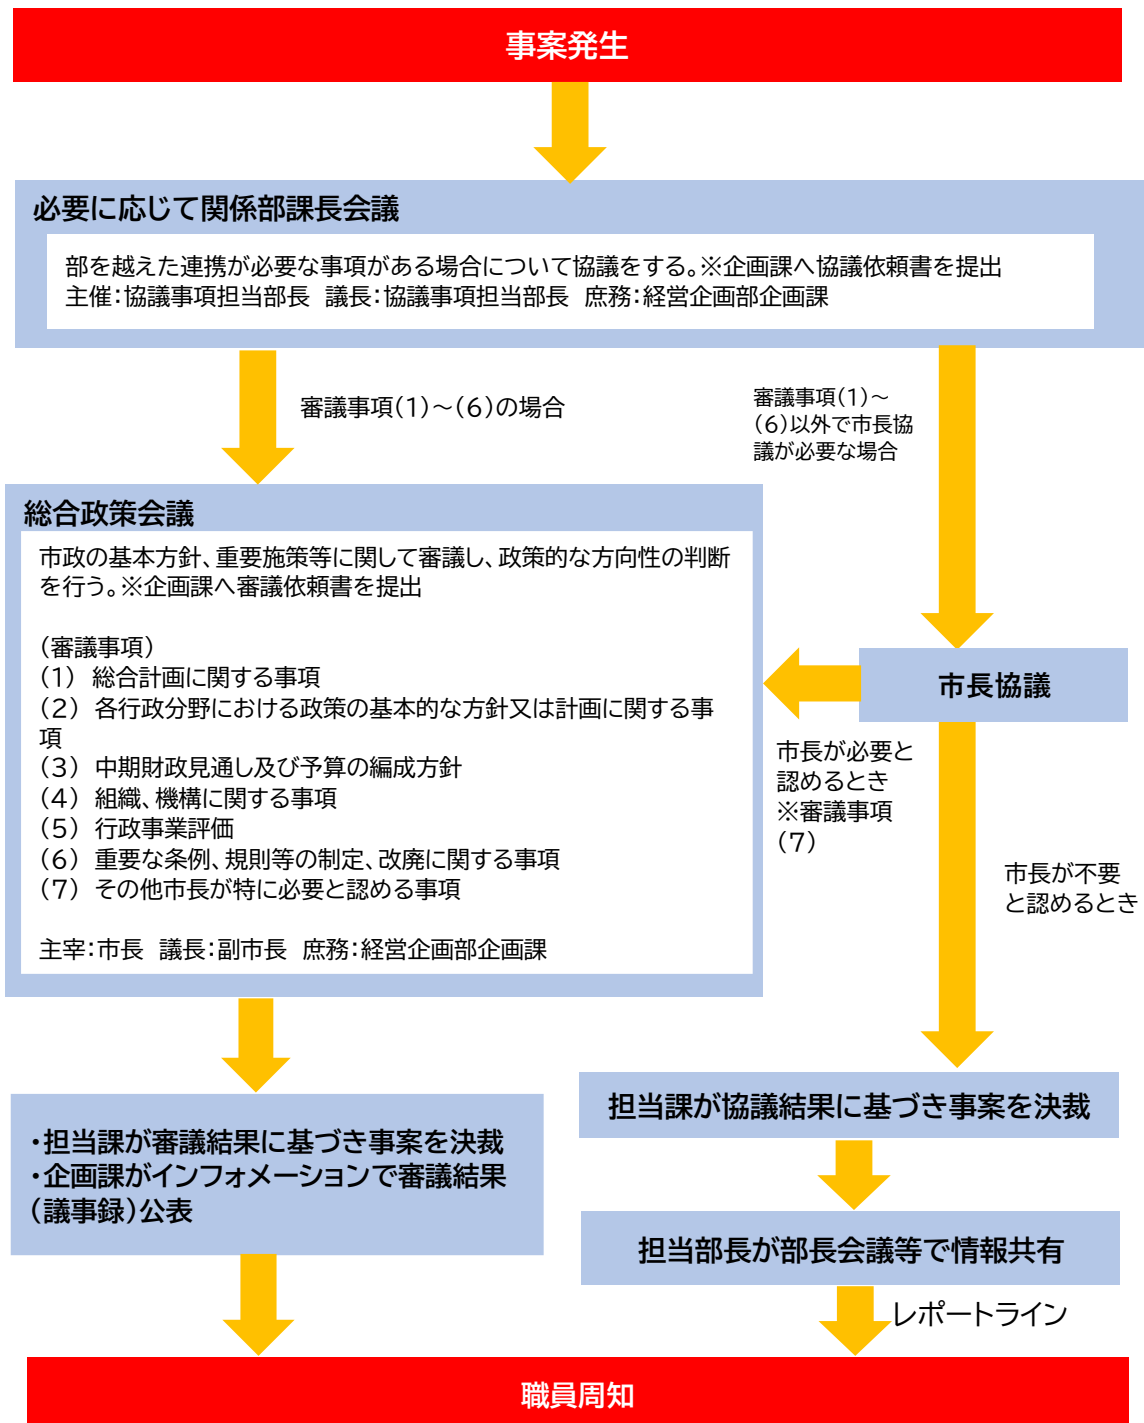 事案発生
必要に応じて関係部課長会議
部を越えた連携が必要な事項がある場合について協議をする。※企画課へ協議依頼書を提出
主催：協議事項担当部長　議長：協議事項担当部長　庶務：経営企画部企画課
審議事項（1）～（6）の場合
審議事項（1）～
（6）以外で市長協
議が必要な場合
総合政策会議
市政の基本方針、重要施策等に関して審議し、政策的な方向性の判断
を行う。※企画課へ審議依頼書を提出
（審議事項）
（1）　総合計画に関する事項
（2）　各行政分野における政策の基本的な方針又は計画に関する事
項
（3）　中期財政見通し及び予算の編成方針
（4）　組織、機構に関する事項
（5）　行政事業評価
（6）　重要な条例、規則等の制定、改廃に関する事項
（7）　その他市長が特に必要と認める事項
主宰：市長　議長：副市長　庶務：経営企画部企画課
市長協議
市長が必要と
認めるとき
※審議事項
（7）
市長が不要
と認めるとき
・担当課が審議結果に基づき事案を決裁
・企画課がインフォメーションで審議結果
（議事録）公表
担当課が協議結果に基づき事案を決裁
担当部長が部長会議等で情報共有
レポートライン
職員周知